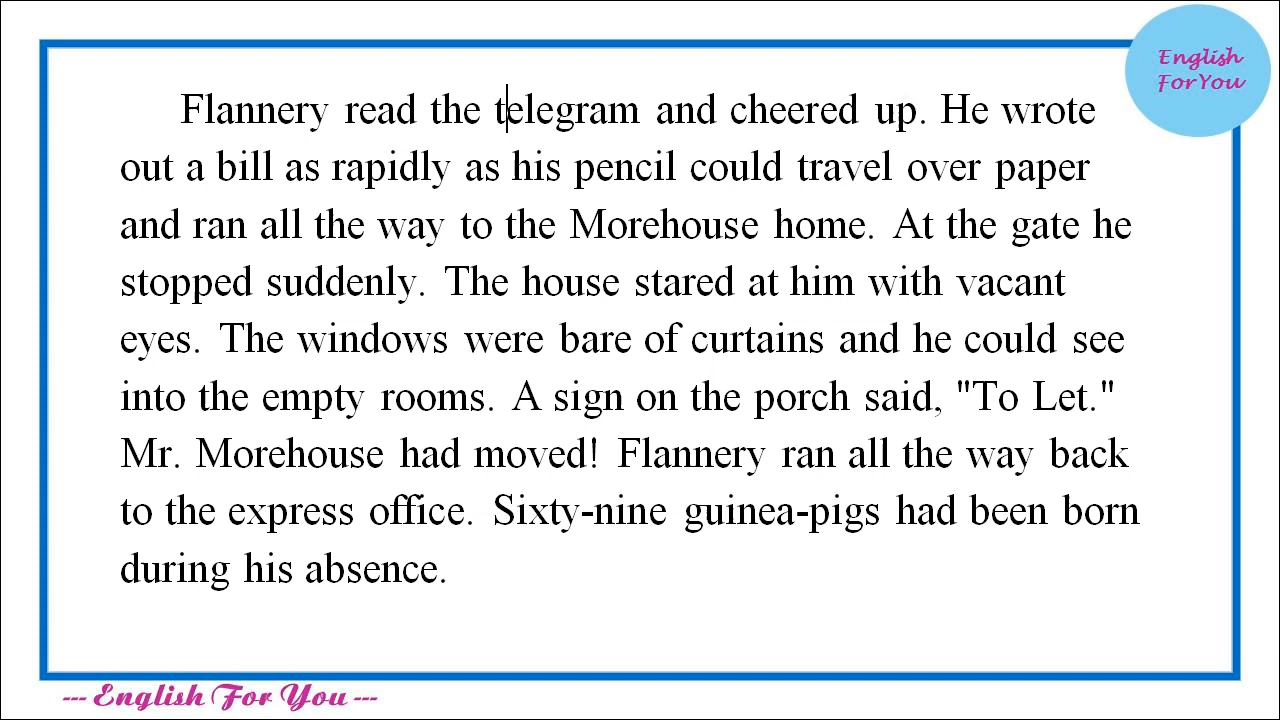 English
ForYou
Flannery read the telegram and cheered up. He wrote
out a bill as rapidly as his pencil could travel over paper
and ran all the way to the Morehouse home. At the gate he
stopped suddenly. The house stared at him with vacant
eyes. The windows were bare of curtains and he could see
into the empty rooms. A sign on the porch said, "To Let."
Mr. Morehouse had moved! Flannery ran all the way back
to the express office. Sixty-nine guinea-pigs had been born
during his absence.
--- English For You ---